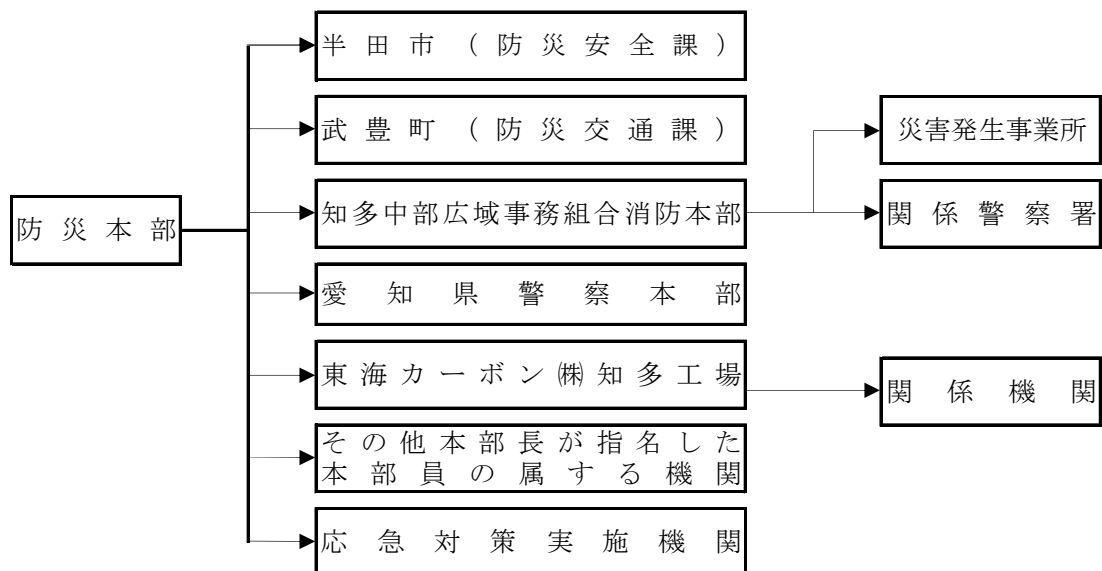 防災本部
半田市（防災安全課）
武豊町（防災交通課）
知多中部広域事務組合消防本部
愛知県警察本部
東海カーボン㈱知多工場
その他本部長が指名した
本部員の属する機関
応急対策実施機関
災害発生事業所
関係警察署
関係機関